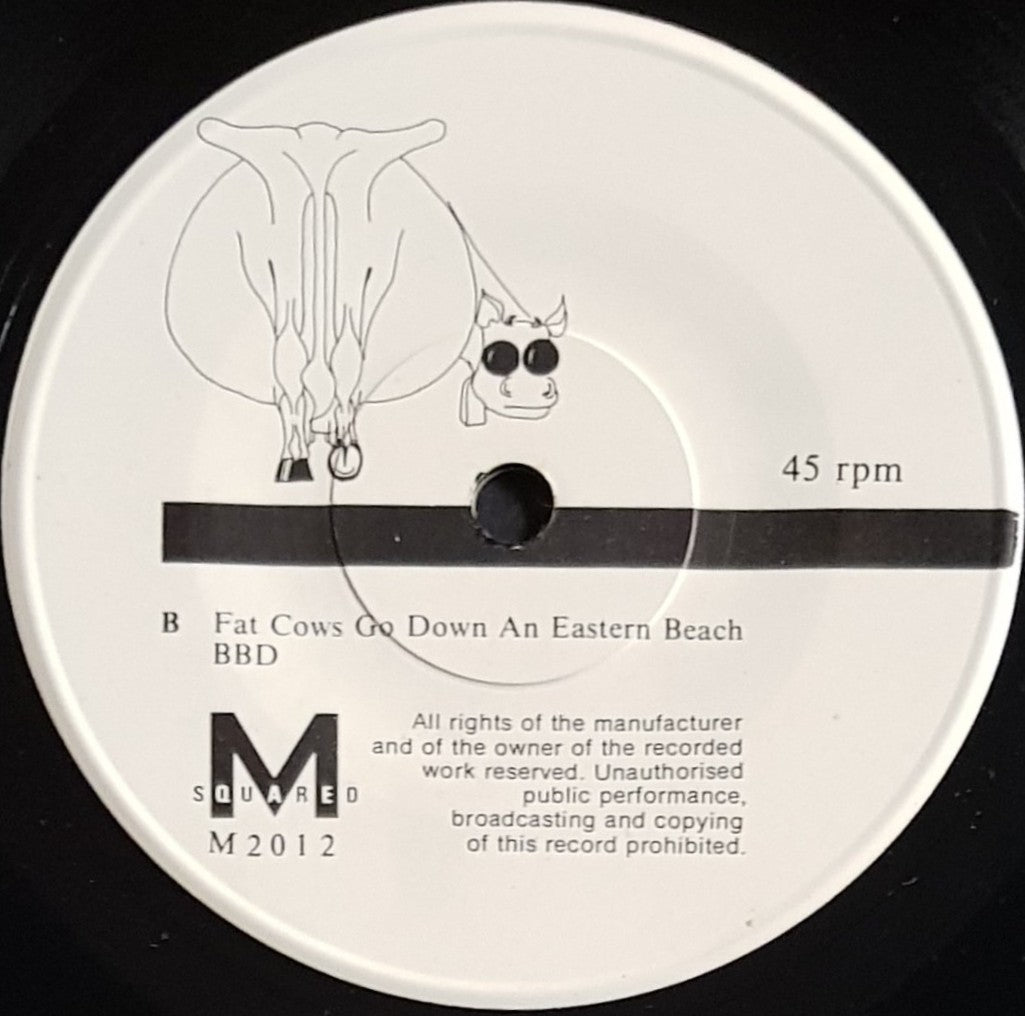 45 rpm
B Fat Cows Go Down An Eastern Beach
BBD
M
SQUARED
M2012
All rights of the manufacturer
and of the owner of the recorded
work reserved. Unauthorised
public performance,
broadcasting and copying
of this record prohibited.